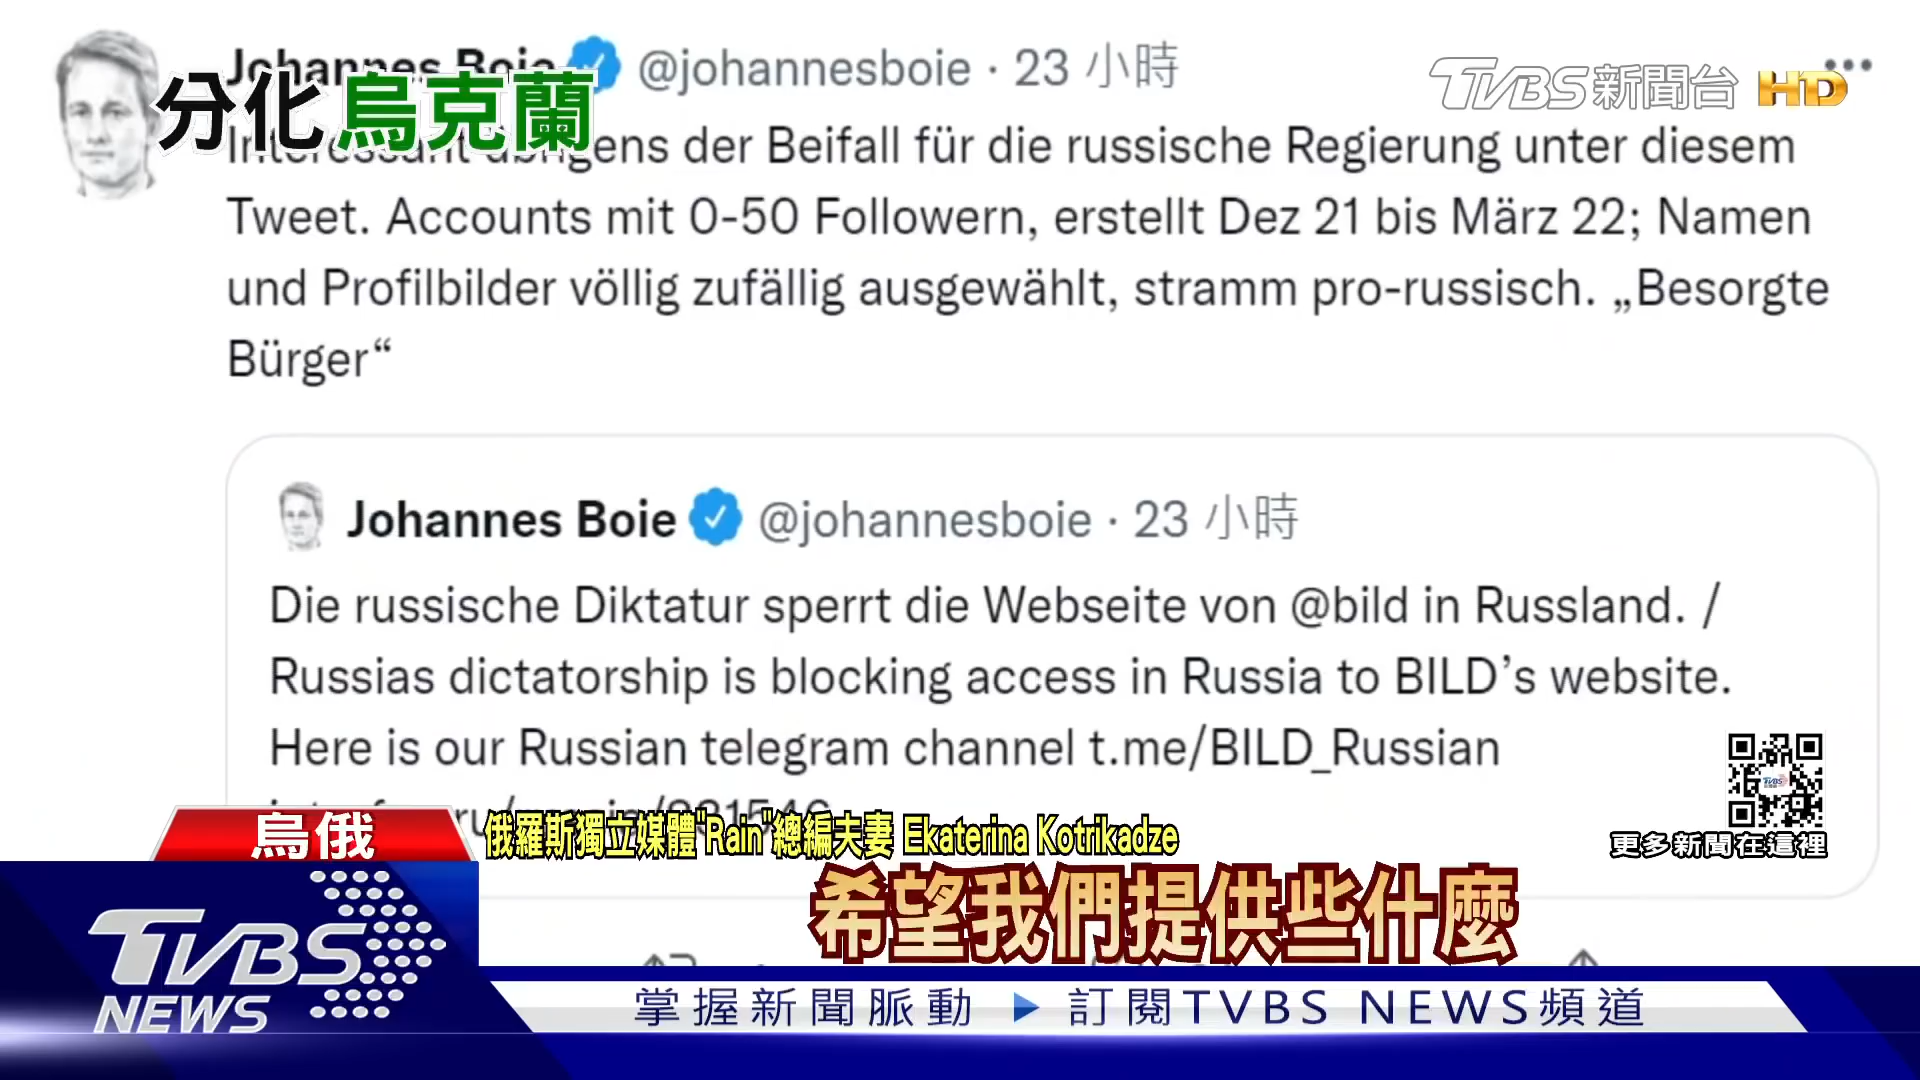 Johannes Boie @johannesboie · 23 小時
TVBS新聞台 HD
分化烏克蘭
Interessant übrigens der Beifall für die russische Regierung unter diesem
Tweet. Accounts mit 0-50 Followern, erstellt Dez 21 bis März 22; Namen
und Profilbilder völlig zufällig ausgewählt, stramm pro-russisch. „Besorgte
Bürger“
Johannes Boie @johannesboie · 23 小時
Die russische Diktatur sperrt die Webseite von @bild in Russland. /
Russias dictatorship is blocking access in Russia to BILD’s website.
Here is our Russian telegram channel t.me/BILD_Russian
TVBS
更多新聞在這裡
烏俄
俄羅斯獨立媒體"Rain"總編夫妻 Ekaterina Kotrikadze
希望我們提供些什麼
TVBS
NEWS
掌握新聞脈動 ▶ 訂閱TVBS NEWS頻道